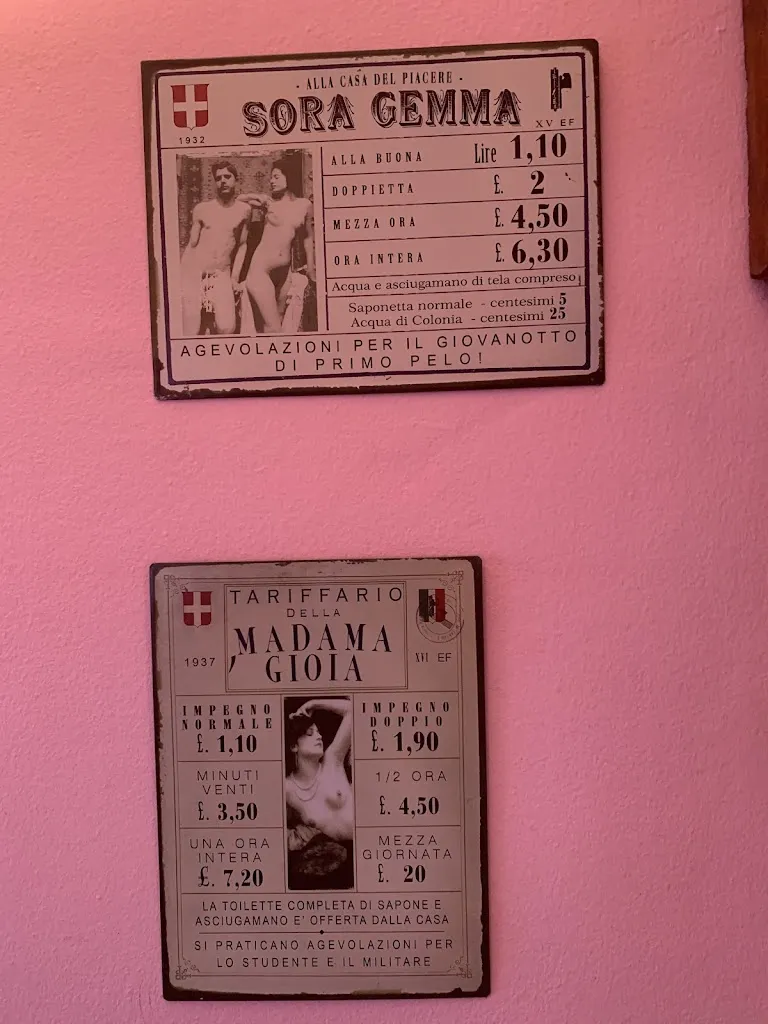 - ALLA CASA DEL PIACERE -
SORA GEMMA
1932
XV EF
ALLA BUONA Lire 1,10
DOPPIETTA £. 2
MEZZA ORA £. 4,50
ORA INTERA £. 6,30
Acqua e asciugamano di tela compreso
Saponetta normale - centesimi 5
Acqua di Colonia - centesimi 25
AGEVOLAZIONI PER IL GIOVANOTTO
DI PRIMO PELO!
TARIFFARIO
DELLA
MADAMA
GIOIA
1937
XVI EF
IMPEGNO
NORMALE
£. 1,10
IMPEGNO
DOPPIO
£. 1,90
MINUTI
VENTI
£. 3,50
1/2 ORA
£. 4,50
UNA ORA
INTERA
£. 7,20
MEZZA
GIORNATA
£. 20
LA TOILETTE COMPLETA DI SAPONE E
ASCIUGAMANO E' OFFERTA DALLA CASA
SI PRATICANO AGEVOLAZIONI PER
LO STUDENTE E IL MILITARE